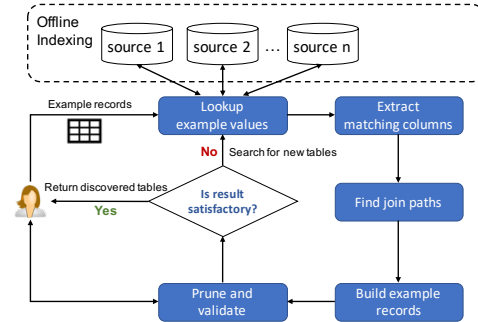 Offline
Indexing
source 1
source 2
...
source n
Example records
Lookup
example values
Extract
matching columns
No
Search for new tables
Return discovered tables
Yes
Is result
satisfactory?
Find join paths
Prune and
validate
Build example
records